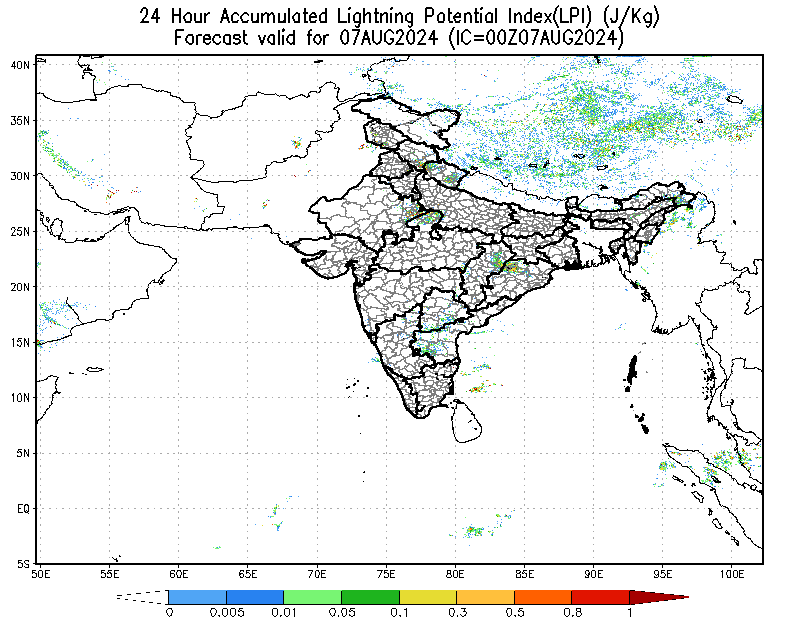 24 Hour Accumulated Lightning Potential Index(LPI) (J/Kg)
Forecast valid for 07AUG2024 (IC=00Z07AUG2024)
40N
35N
30N
25N
20N
15N
10N
5N
EQ
5S
50E 55E 60E 65E 70E 75E 80E 85E 90E 95E 100E
0 0.005 0.01 0.05 0.1 0.3 0.5 0.8 1